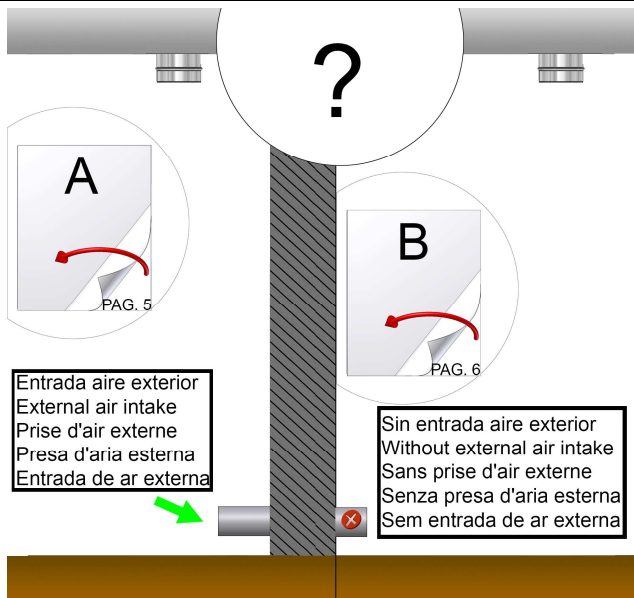 ?
A
PAG. 5
B
PAG. 6
Entrada aire exterior
External air intake
Prise d'air externe
Presa d'aria esterna
Entrada de ar externa
Sin entrada aire exterior
Without external air intake
Sans prise d'air externe
Senza presa d'aria esterna
Sem entrada de ar externa